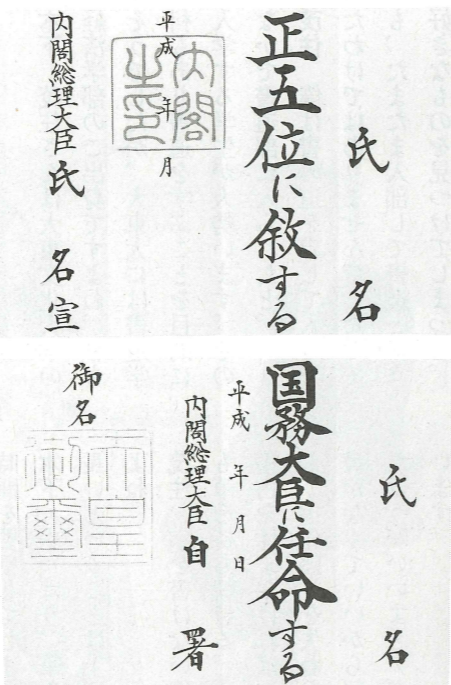 氏名
正五位に叙する
平成 年 月
内閣之印
内閣総理大臣 氏名 宣
氏名
国務大臣に任命する
平成 年 月 日
内閣総理大臣 自署
御名
天皇御璽